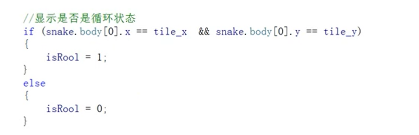 //显示是否是循环状态
if (snake.body[0].x == tile_x  && snake.body[0].y == tile_y)
{
    isRool = 1;
}
else
{
    isRool = 0;
}